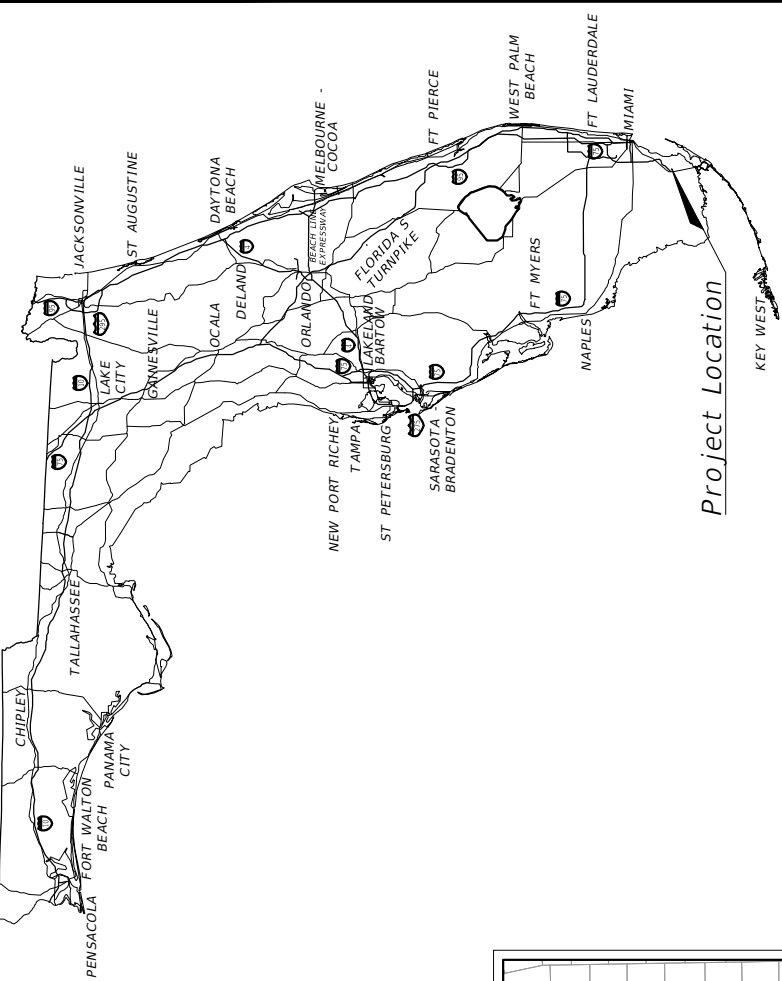 JACKSONVILLE
ST AUGUSTINE
DAYTONA
BEACH
MELBOURNE -
COCOA
FT PIERCE
WEST PALM
BEACH
FT LAUDERDALE
MIAMI
BEACH LINE
EXPRESSWAY
FLORIDA S
TURNPIKE
LAKE
CITY
GAINESVILLE
OCALA
DELAND
ORLANDO
LAKELAND
BARTOW
FT MYERS
NAPLES
KEY WEST
Project Location
NEW PORT RICHEY
TAMPA
ST PETERSBURG
SARASOTA -
BRADENTON
TALLAHASSEE
CHIPLEY
PANAMA
CITY
FORT WALTON
BEACH
PENSACOLA